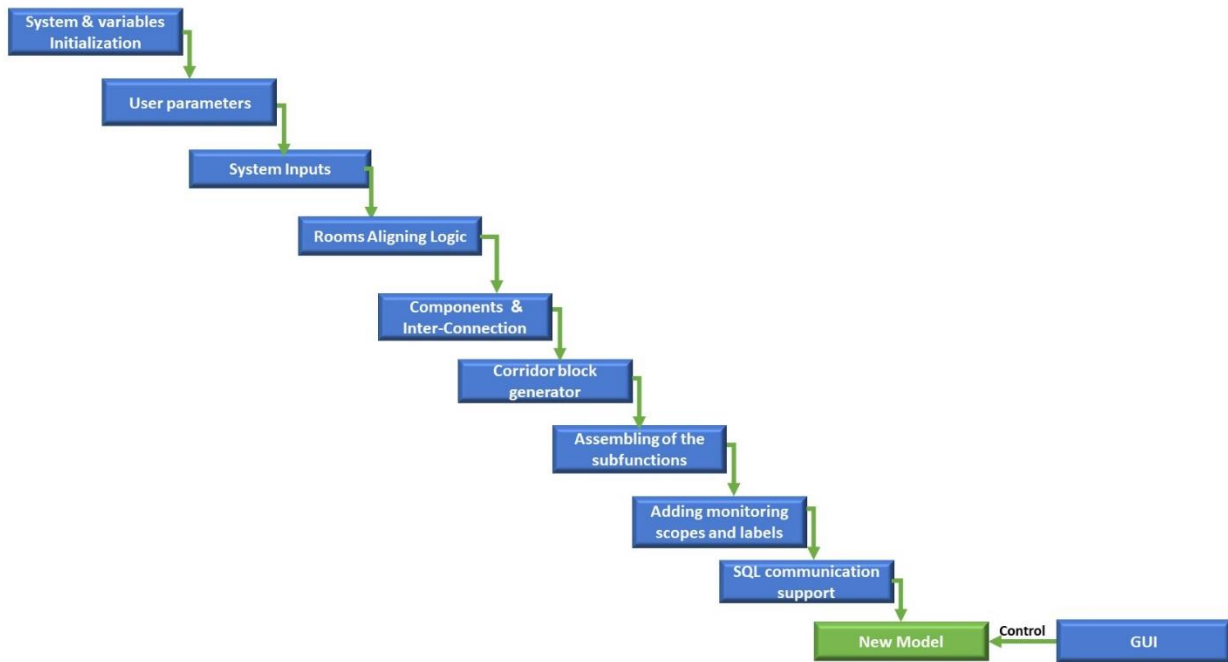 System & variables
Initialization
User parameters
System Inputs
Rooms Aligning Logic
Components &
Inter-Connection
Corridor block
generator
Assembling of the
subfunctions
Adding monitoring
scopes and labels
SQL communication
support
New Model
Control
GUI